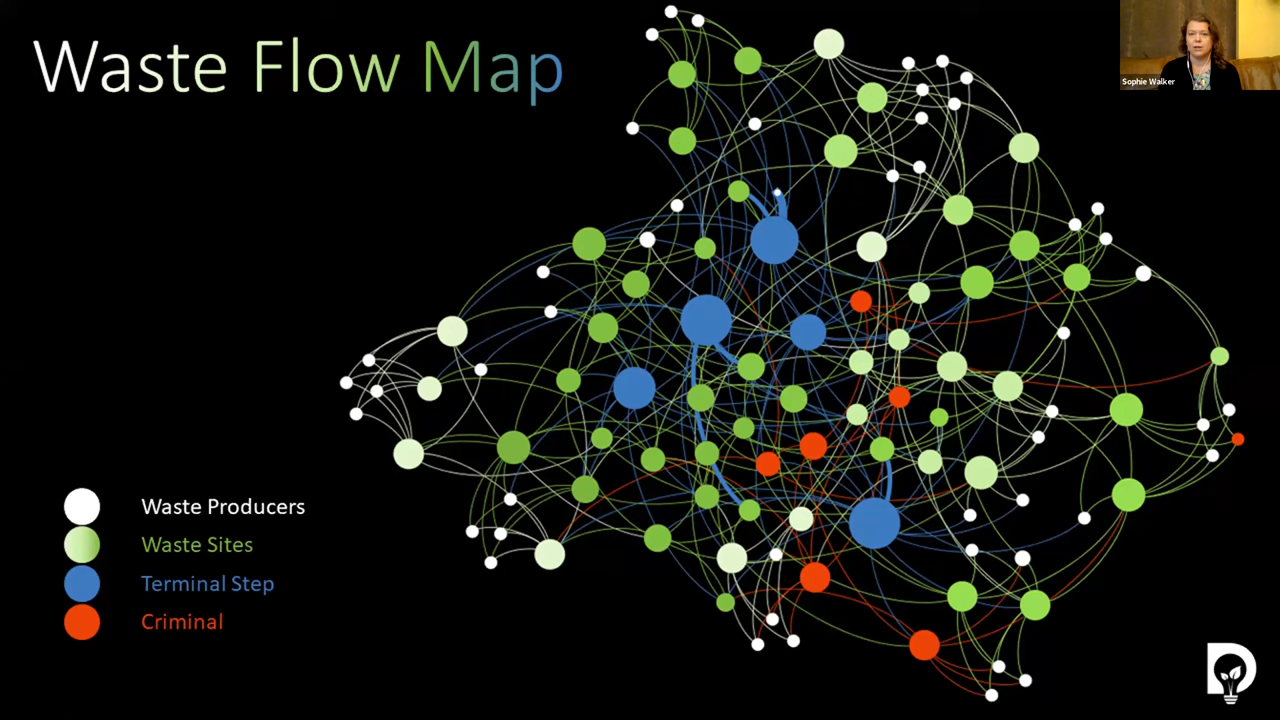 Waste Flow Map
Sophie Walker
Waste Producers
Waste Sites
Terminal Step
Criminal
D